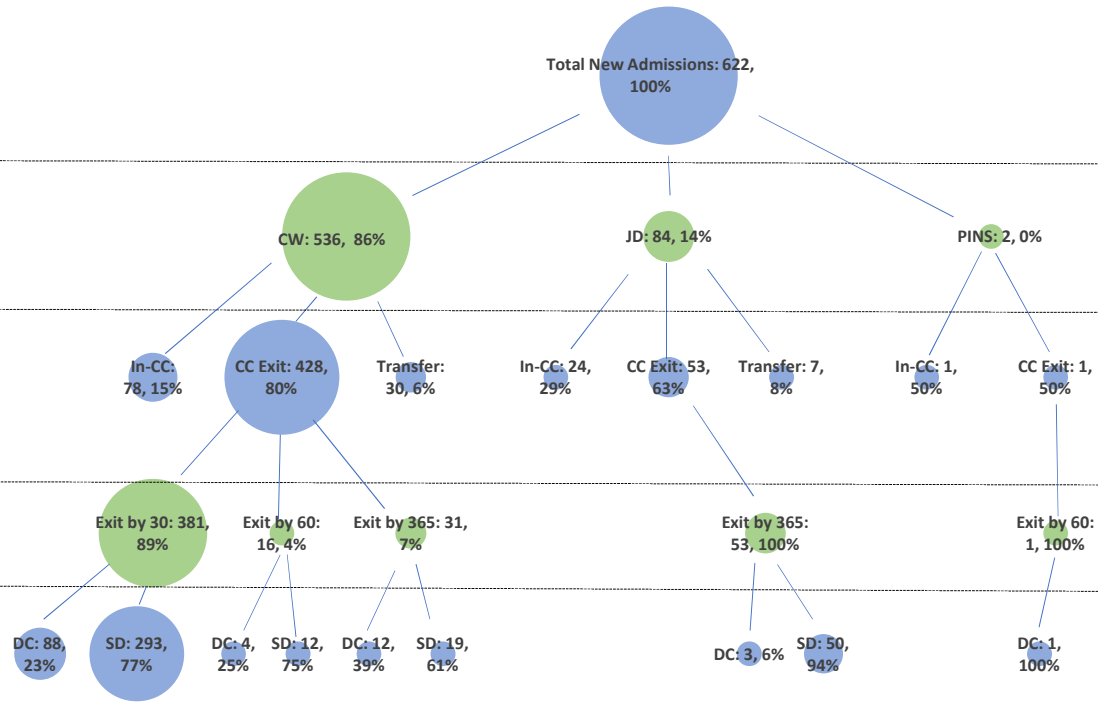 Total New Admissions: 622,
100%
CW: 536, 86%
JD: 84, 14%
PINS: 2, 0%
In-CC:
78, 15%
CC Exit: 428,
80%
Transfer:
30, 6%
In-CC: 24,
29%
CC Exit: 53,
63%
Transfer: 7,
8%
In-CC: 1,
50%
CC Exit: 1,
50%
Exit by 30: 381,
89%
Exit by 60:
16, 4%
Exit by 365: 31,
7%
Exit by 365:
53, 100%
Exit by 60:
1, 100%
DC: 88,
23%
SD: 293,
77%
DC: 4,
25%
SD: 12,
75%
DC: 12,
39%
SD: 19,
61%
DC: 3, 6%
SD: 50,
94%
DC: 1,
100%